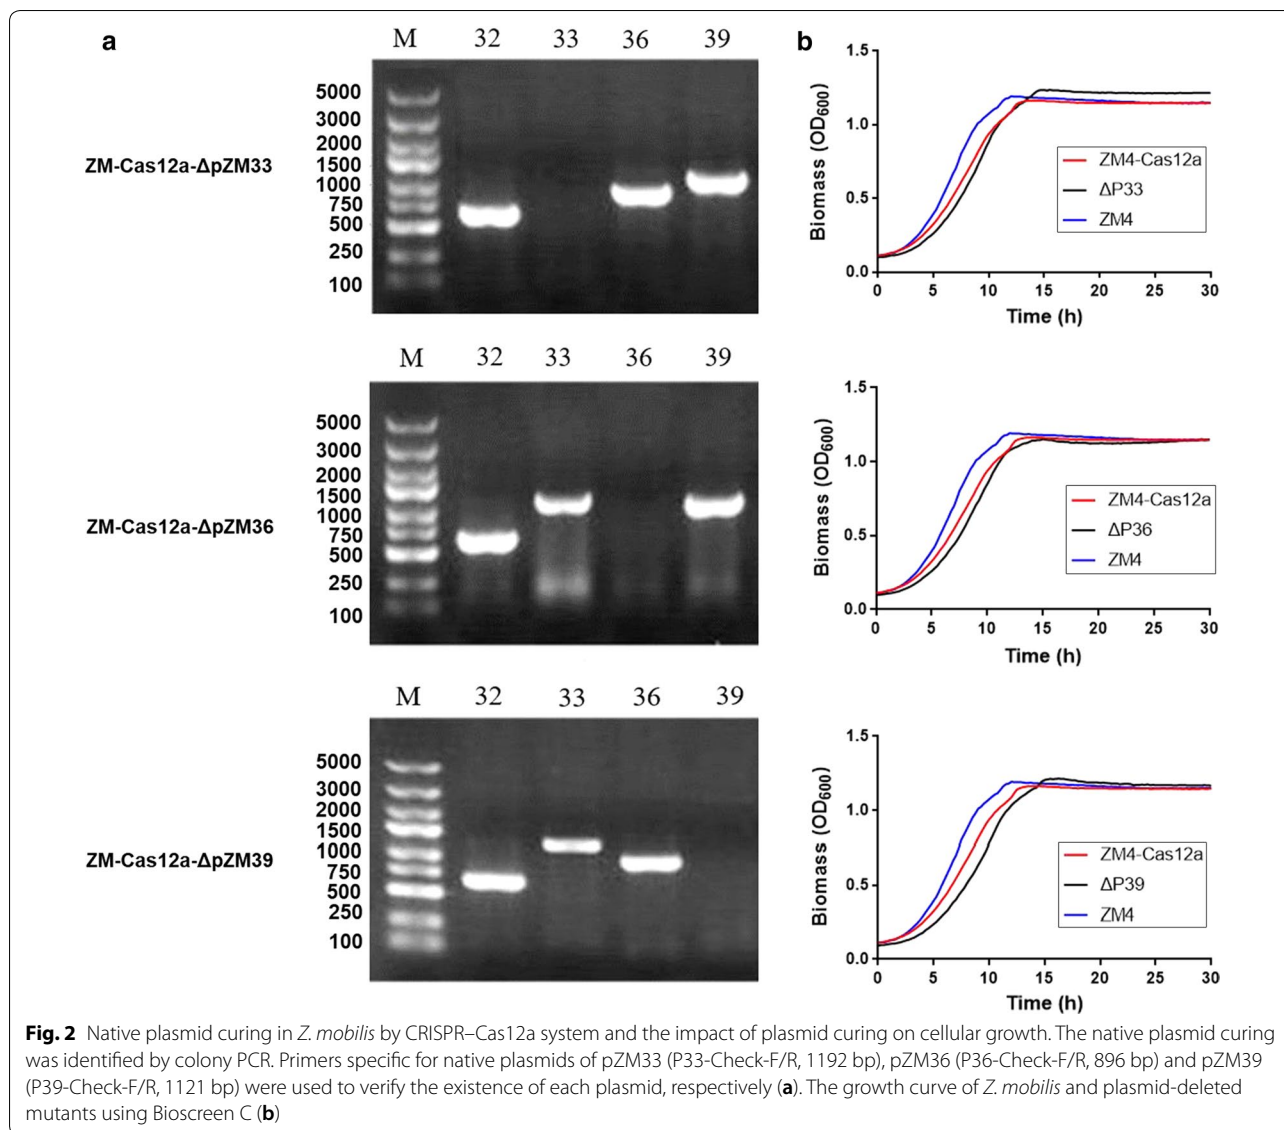 a
M 32 33 36 39
ZM-Cas12a-ΔpZM33
5000
3000
2000
1500
1000
750
500
250
100
b
1.5
1.0
0.5
0.0
Biomass (OD600)
ZM4-Cas12a
ΔP33
ZM4
0 5 10 15 20 25 30
Time (h)
M 32 33 36 39
ZM-Cas12a-ΔpZM36
5000
3000
2000
1500
1000
750
500
250
100
1.5
1.0
0.5
0.0
Biomass (OD600)
ZM4-Cas12a
ΔP36
ZM4
0 5 10 15 20 25 30
Time (h)
M 32 33 36 39
ZM-Cas12a-ΔpZM39
5000
3000
2000
1500
1000
750
500
250
100
1.5
1.0
0.5
0.0
Biomass (OD600)
ZM4-Cas12a
ΔP39
ZM4
0 5 10 15 20 25 30
Time (h)
Fig. 2 Native plasmid curing in Z. mobilis by CRISPR–Cas12a system and the impact of plasmid curing on cellular growth. The native plasmid curing
was identified by colony PCR. Primers specific for native plasmids of pZM33 (P33-Check-F/R, 1192 bp), pZM36 (P36-Check-F/R, 896 bp) and pZM39
(P39-Check-F/R, 1121 bp) were used to verify the existence of each plasmid, respectively (a). The growth curve of Z. mobilis and plasmid-deleted
mutants using Bioscreen C (b)